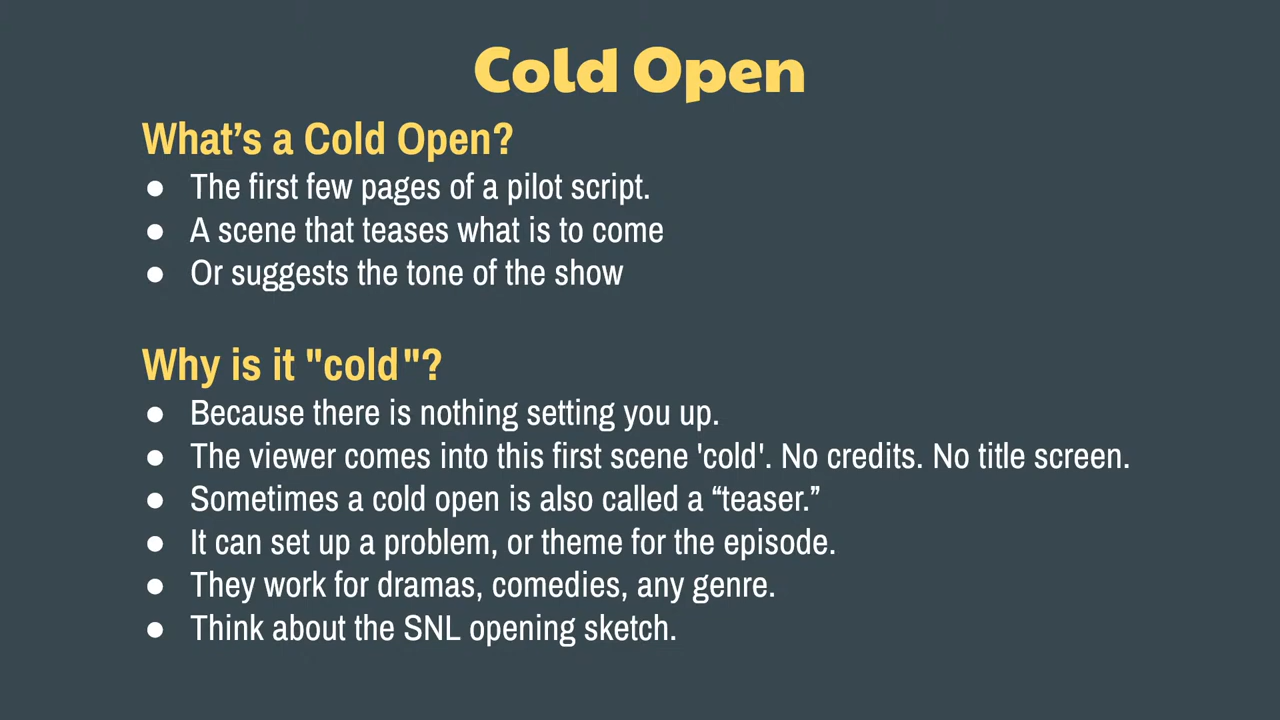 Cold Open
What’s a Cold Open?
● The first few pages of a pilot script.
● A scene that teases what is to come
● Or suggests the tone of the show
Why is it "cold"?
● Because there is nothing setting you up.
● The viewer comes into this first scene 'cold'. No credits. No title screen.
● Sometimes a cold open is also called a “teaser.”
● It can set up a problem, or theme for the episode.
● They work for dramas, comedies, any genre.
● Think about the SNL opening sketch.